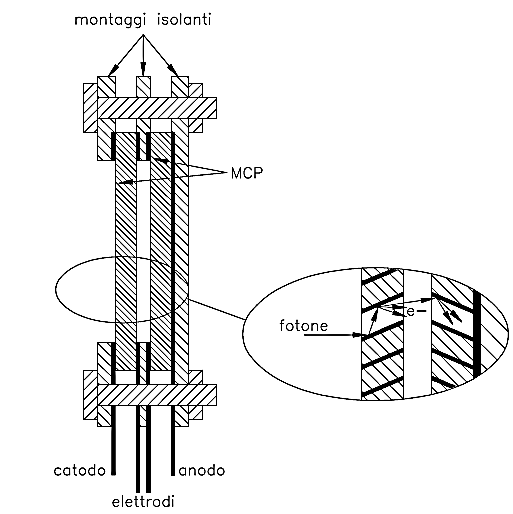 montaggi isolanti
MCP
fotone
e-
catodo
anodo
elettrodi